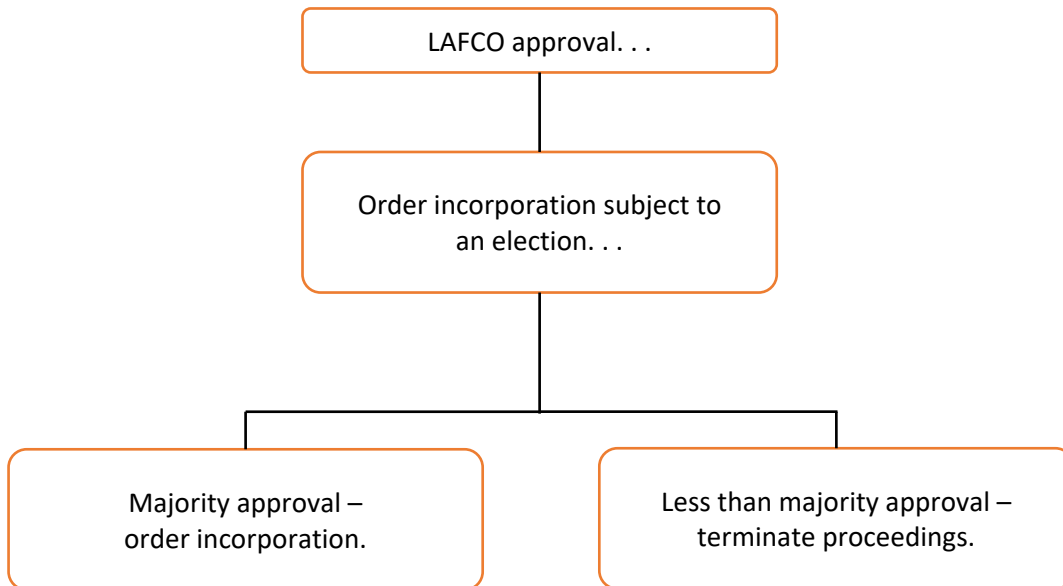 LAFCO approval. . .
Order incorporation subject to
an election. . .
Majority approval –
order incorporation.
Less than majority approval –
terminate proceedings.